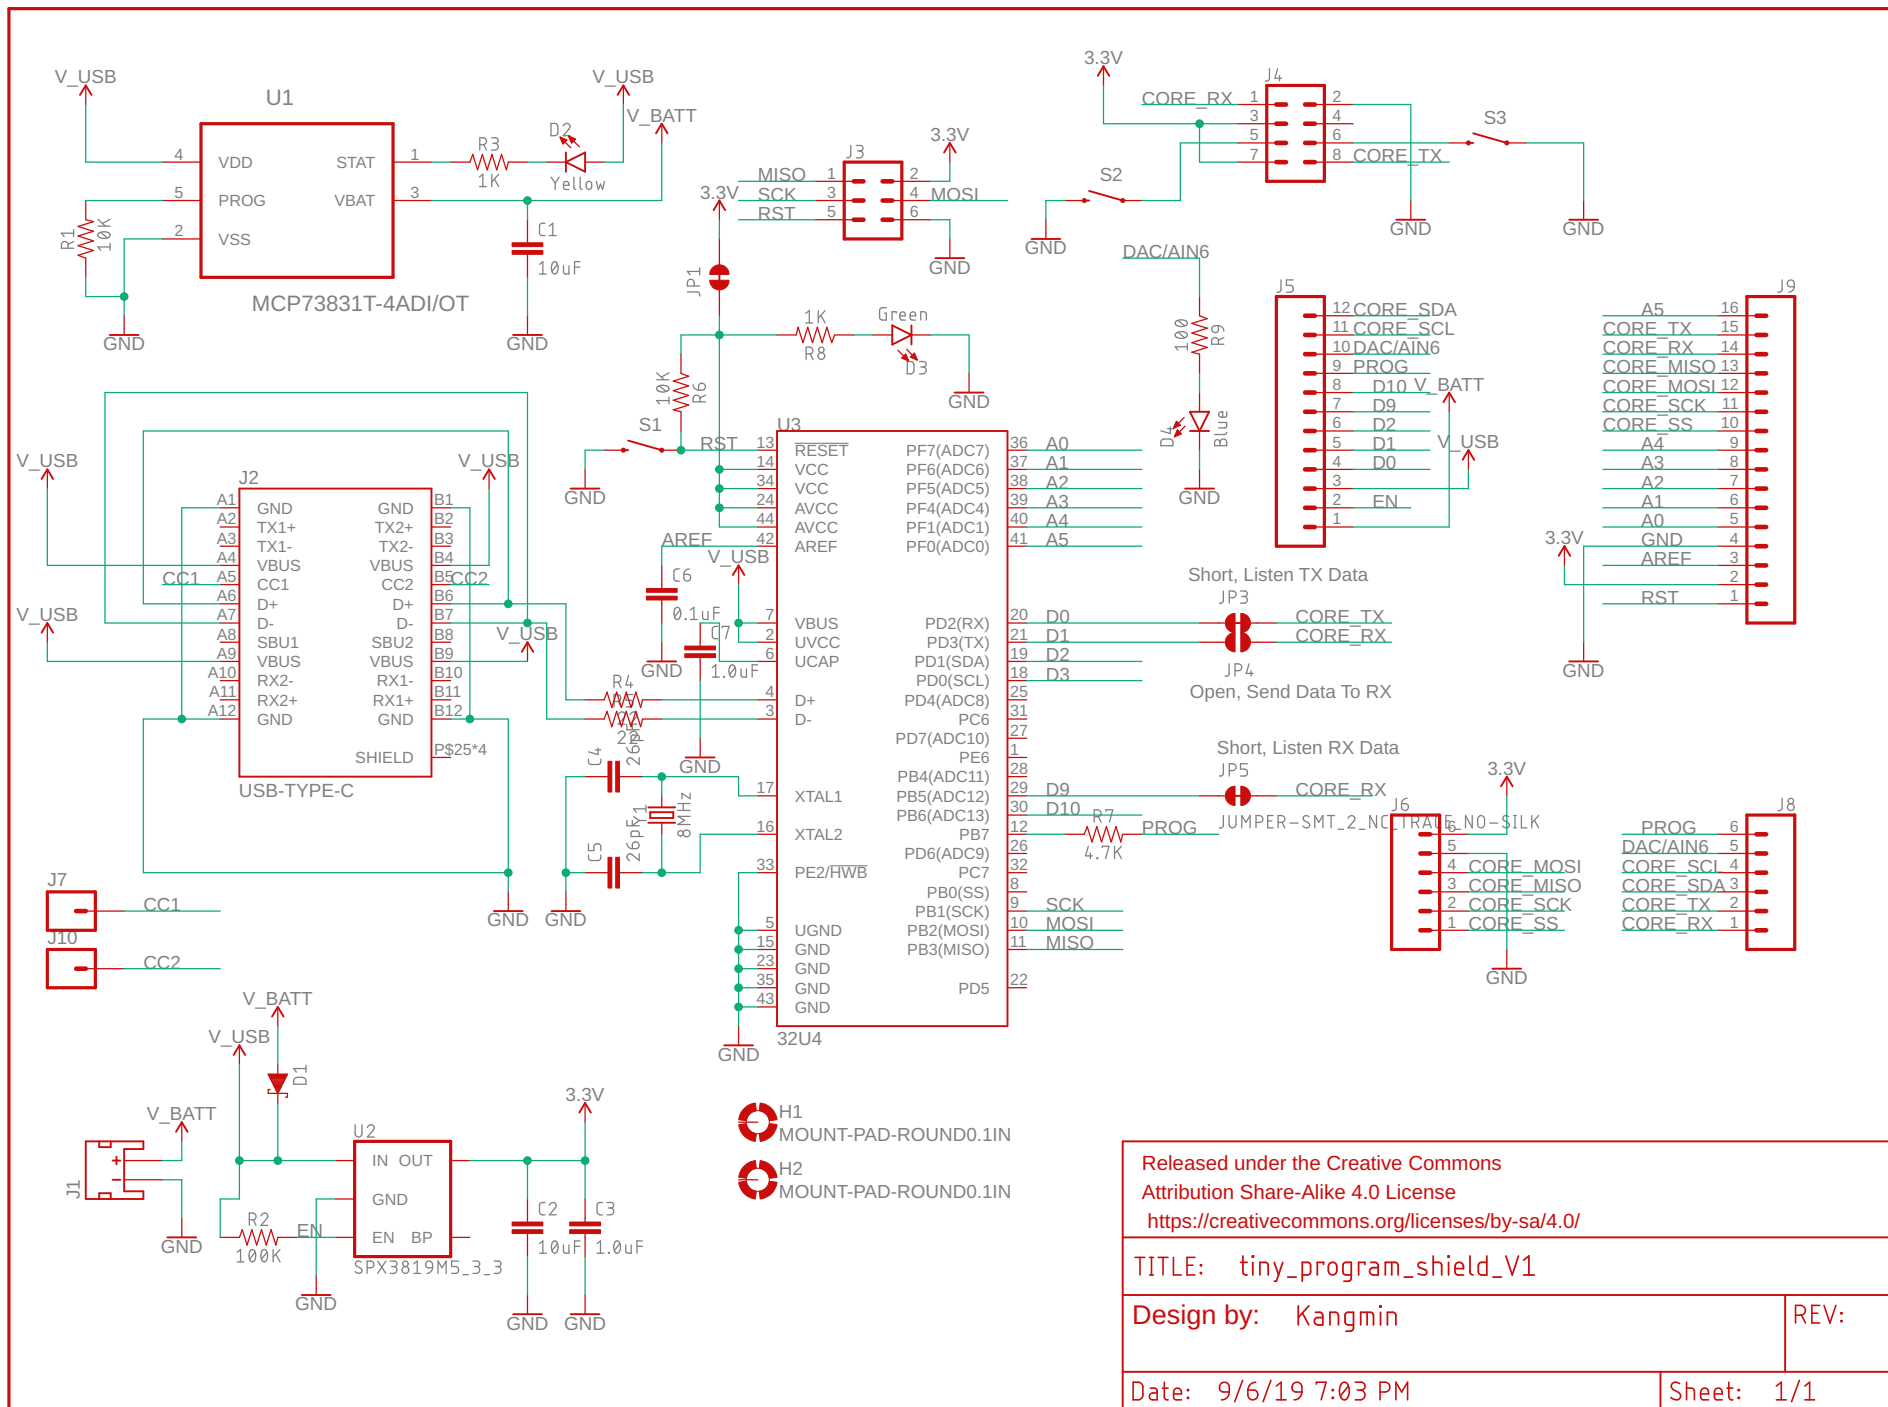 V_USB
U1
4 VDD
5 PROG
2 VSS
STAT 1
VBAT 3
R1
10K
GND
MCP73831T-4ADI/OT
R3
1K
D2
Yellow
V_USB
V_BATT
C1
10uF
GND
J3
MISO 1
SCK 3
RST 5
2
4 MOSI
6
3.3V
GND
3.3V
JP1
1K
R8
Green
D3
GND
10K
R6
S1
RST
GND
3.3V
J4
CORE_RX 1
3
5
7
2
4
6
8 CORE_TX
S3
S2
GND
GND
GND
DAC/AIN6
100
R9
D4
Blue
GND
J5
12 CORE_SDA
11 CORE_SCL
10 DAC/AIN6
9 PROG
8 D10
7 D9
6 D2
5 D1
4 D0
3
2 EN
1
V_BATT
V_USB
J9
A5 16
CORE_TX 15
CORE_RX 14
CORE_MISO 13
CORE_MOSI 12
CORE_SCK 11
CORE_SS 10
A4 9
A3 8
A2 7
A1 6
A0 5
GND 4
AREF 3
2
RST 1
3.3V
GND
V_USB
V_USB
V_USB
V_USB
J2
A1 GND
A2 TX1+
A3 TX1-
A4 VBUS
CC1 A5 CC1
A6 D+
A7 D-
A8 SBU1
A9 VBUS
A10 RX2-
A11 RX2+
A12 GND
GND B1
TX2+ B2
TX2- B3
VBUS B4
CC2 B5 CC2
D+ B6
D- B7
SBU2 B8
VBUS B9
RX1- B10
RX1+ B11
GND B12
SHIELD P$25*4
USB-TYPE-C
GND
U3
13 RESET
14 VCC
34 VCC
24 AVCC
44 AVCC
AREF 42 AREF
7 VBUS
2 UVCC
6 UCAP
4 D+
3 D-
17 XTAL1
16 XTAL2
33 PE2/HWB
5 UGND
15 GND
23 GND
35 GND
43 GND
PF7(ADC7) 36 A0
PF6(ADC6) 37 A1
PF5(ADC5) 38 A2
PF4(ADC4) 39 A3
PF1(ADC1) 40 A4
PF0(ADC0) 41 A5
PD2(RX) 20 D0
PD3(TX) 21 D1
PD1(SDA) 19 D2
PD0(SCL) 18 D3
PD4(ADC8) 25
PC6 31
PD7(ADC10) 27
PE6 1
PB4(ADC11) 28
PB5(ADC12) 29 D9
PB6(ADC13) 30 D10
PB7 12
PD6(ADC9) 26
PC7 32
PB0(SS) 8
PB1(SCK) 9 SCK
PB2(MOSI) 10 MOSI
PB3(MISO) 11 MISO
PD5 22
32U4
GND
V_USB
C6
0.1uF
GND
C7
1.0uF
GND
R4
C4
26pF
C5
26pF
Y1
8MHz
GND
Short, Listen TX Data
JP3
CORE_TX
CORE_RX
JP4
Open, Send Data To RX
Short, Listen RX Data
JP5
CORE_RX
JUMPER-SMT_2_NC_TRACE_NO-SILK
R7
4.7K
PROG
3.3V
J6
6
5
4 CORE_MOSI
3 CORE_MISO
2 CORE_SCK
1 CORE_SS
GND
J8
PROG 6
DAC/AIN6 5
CORE_SCL 4
CORE_SDA 3
CORE_TX 2
CORE_RX 1
J7
CC1
J10
CC2
V_BATT
V_USB
D1
V_BATT
J1
+
-
GND
R2
100K
EN
U2
IN OUT
GND
EN BP
SPX3819M5_3_3
GND
3.3V
C2
10uF
C3
1.0uF
GND
GND
H1
MOUNT-PAD-ROUND0.1IN
H2
MOUNT-PAD-ROUND0.1IN
Released under the Creative Commons
Attribution Share-Alike 4.0 License
https://creativecommons.org/licenses/by-sa/4.0/
TITLE: tiny_program_shield_V1
Design by: Kangmin
REV:
Date: 9/6/19 7:03 PM
Sheet: 1/1